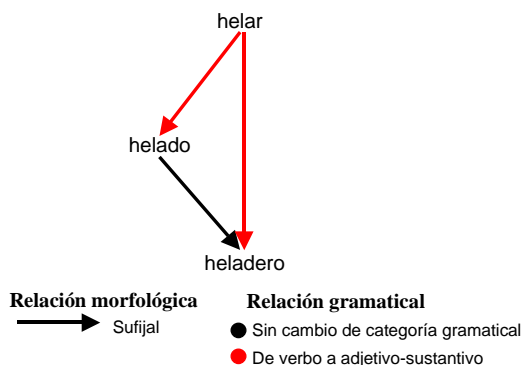 helar
helado
heladero
Relación morfológica
Sufijal
Relación gramatical
Sin cambio de categoría gramatical
De verbo a adjetivo-sustantivo